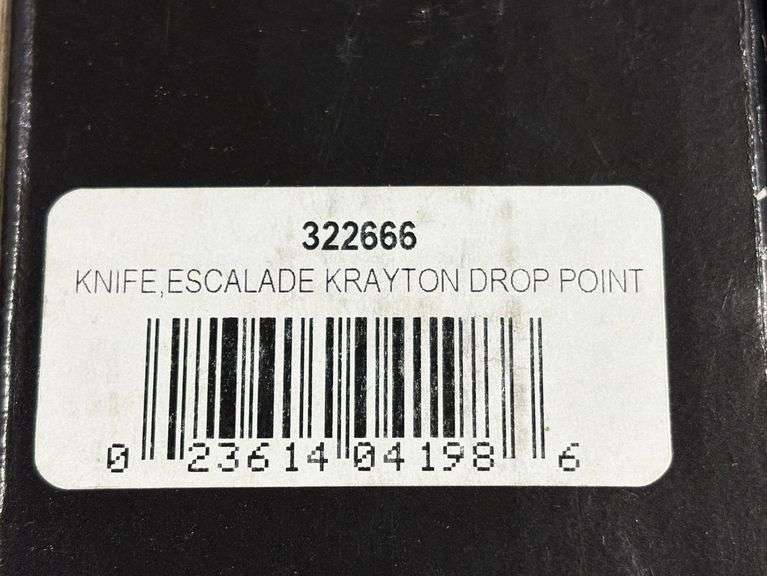 322666
KNIFE,ESCALADE KRAYTON DROP POINT
0 23614 04198 6